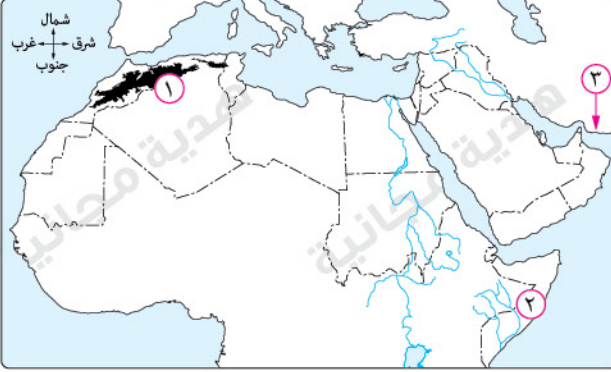 شمال
شرق غرب
جنوب
١
٢
٣
هدية مجانية
هدية مجانية